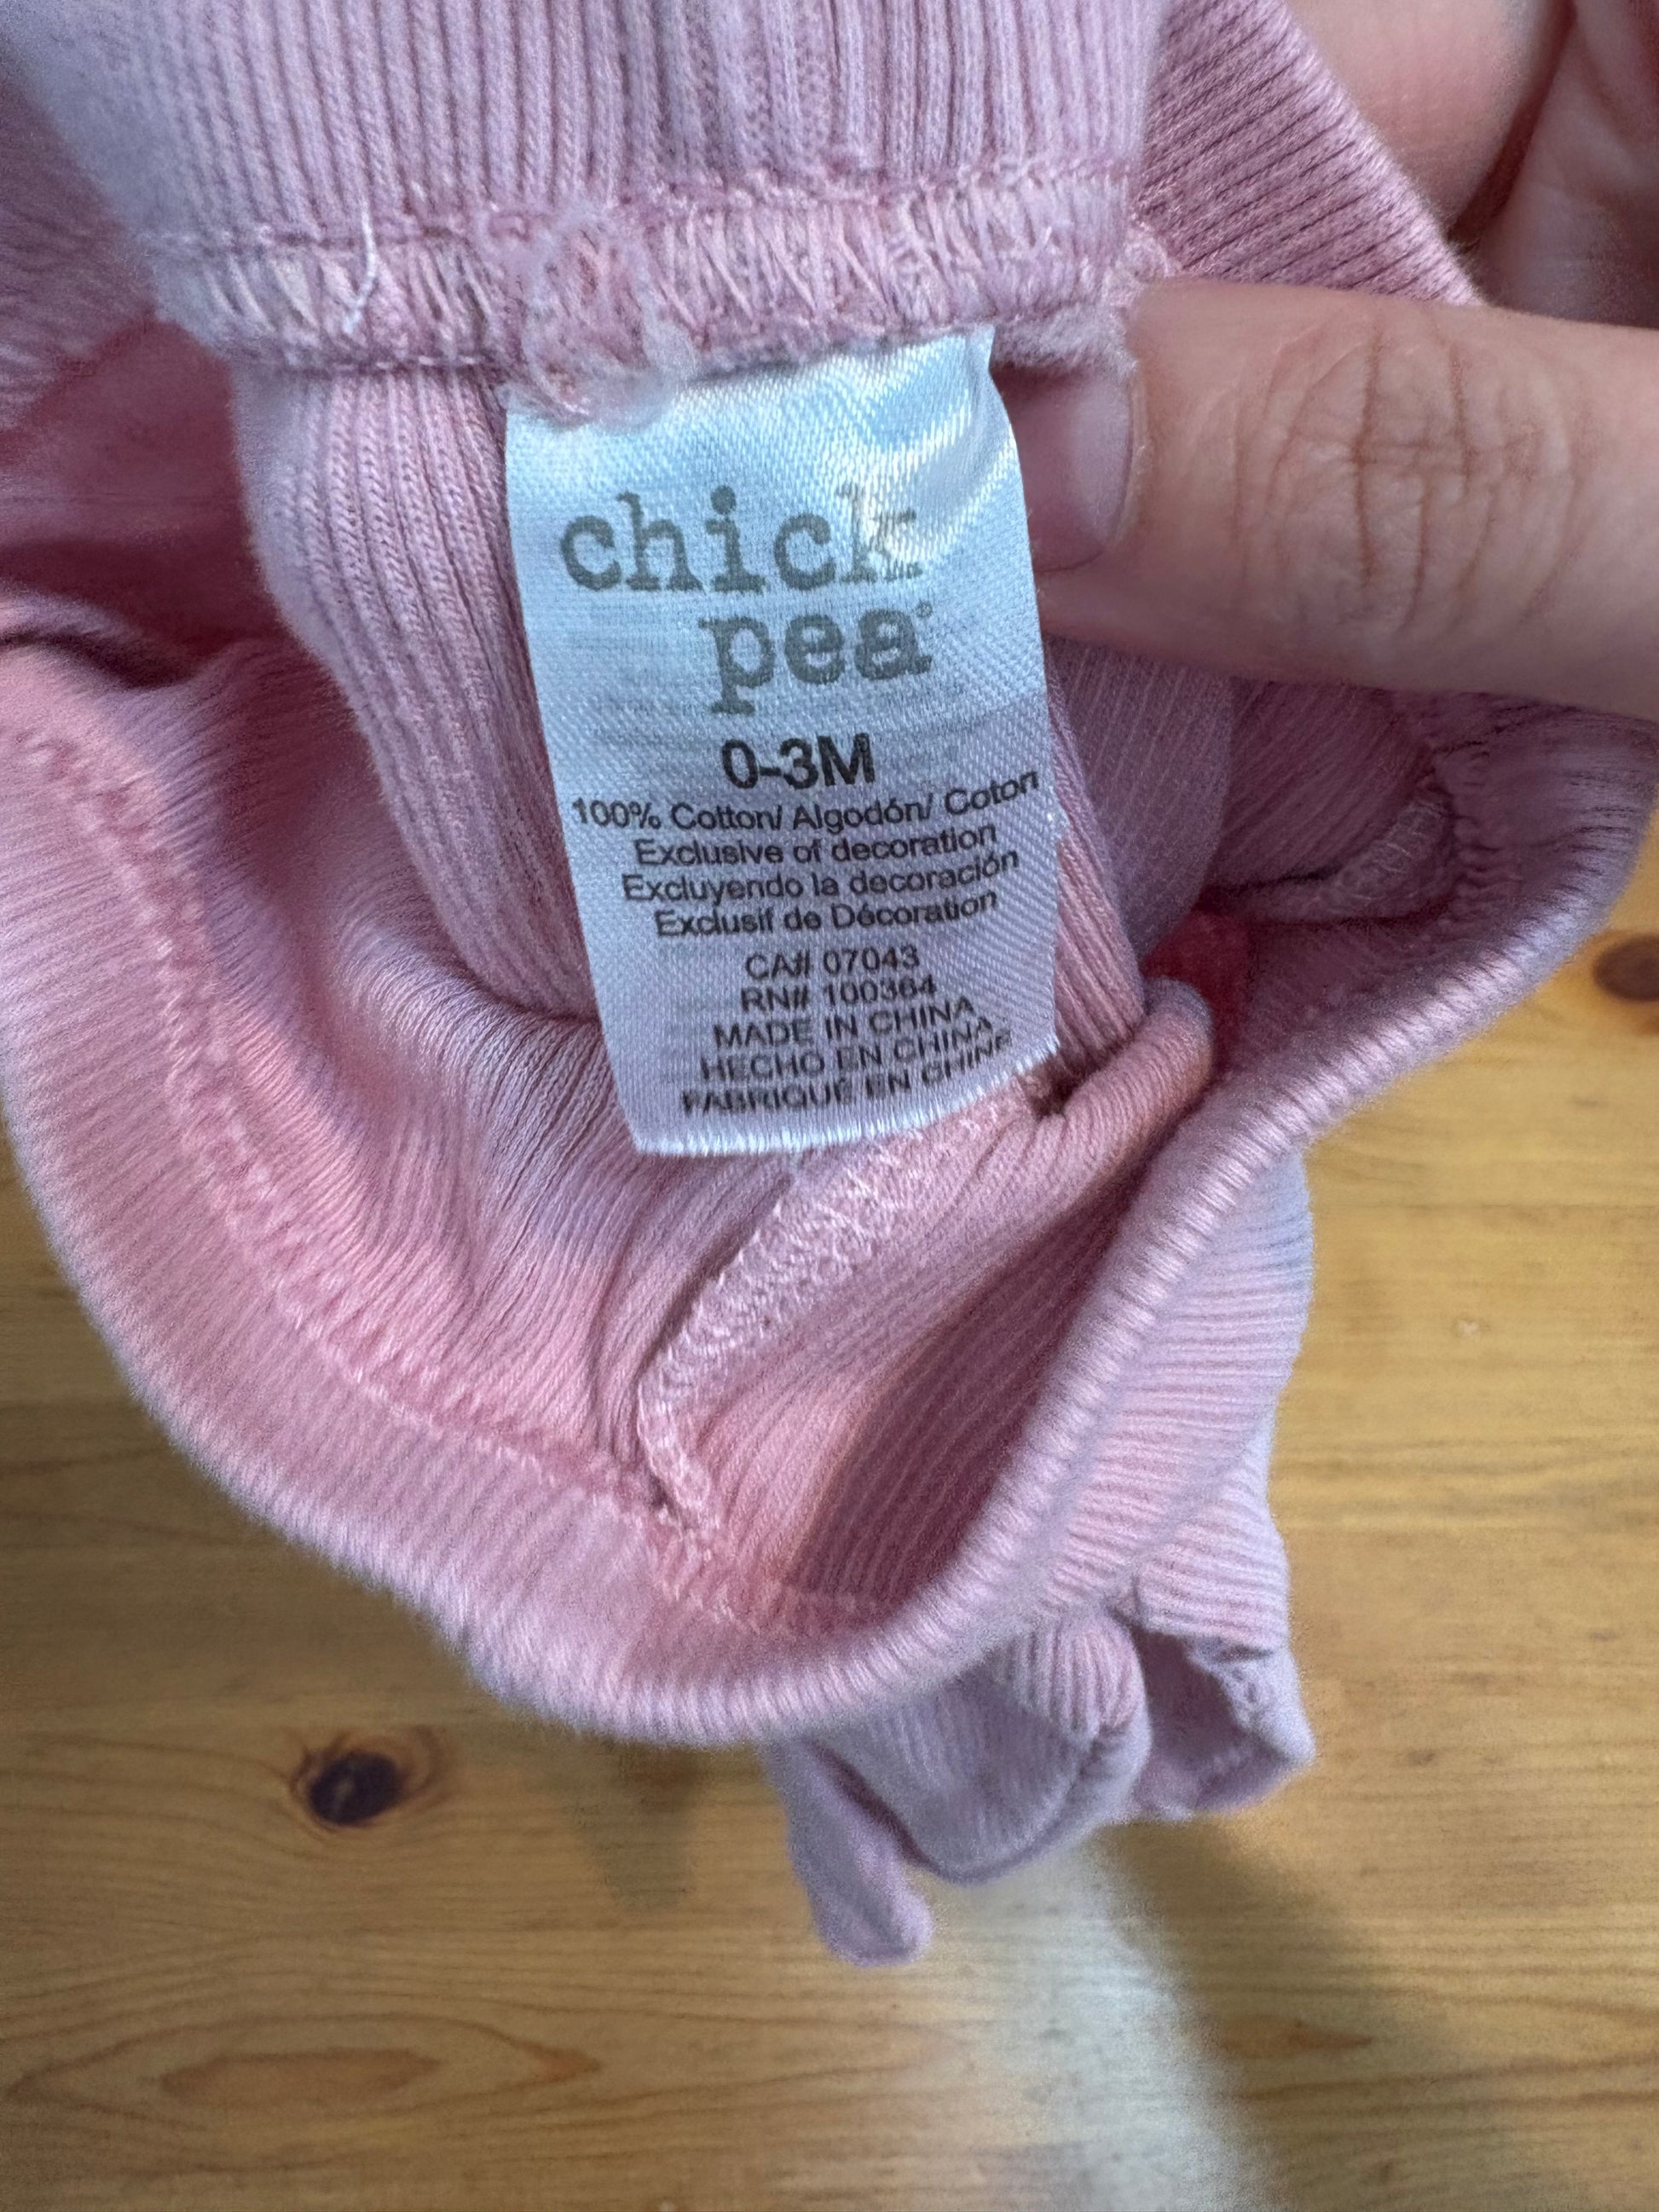 chick
pea®
0-3M
100% Cotton/ Algodón/ Coton
Exclusive of decoration
Excluyendo la decoración
Exclusif de Décoration
CA# 07043
RN# 100364
MADE IN CHINA
HECHO EN CHINA
FABRIQUÉ EN CHINE